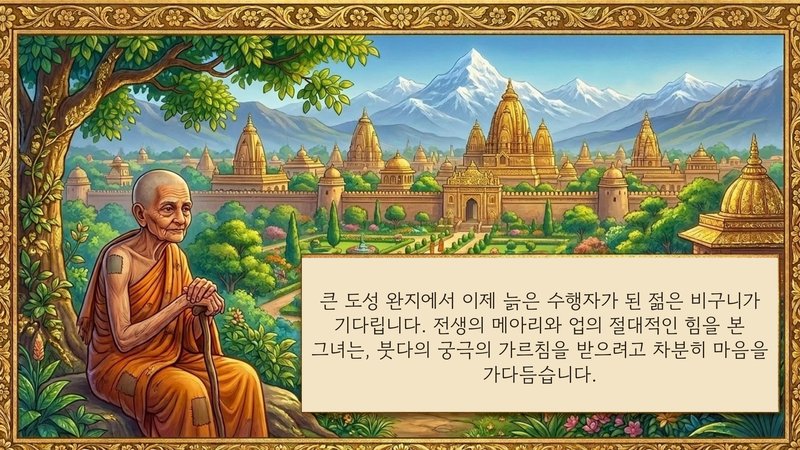 큰 도성 완지에서 이제 늙은 수행자가 된 젊은 비구니가
기다립니다. 전생의 메아리와 업의 절대적인 힘을 본
그녀는, 붓다의 궁극의 가르침을 받으려고 차분히 마음을
가다듬습니다.